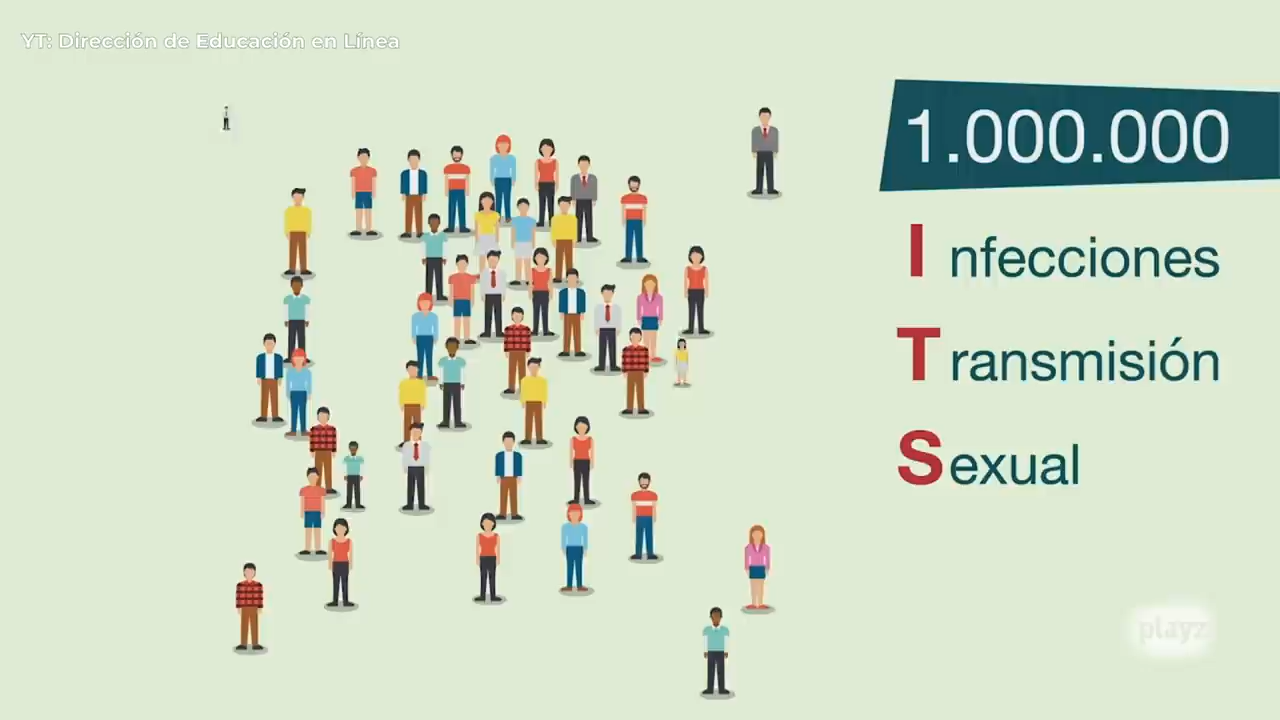 YT: Dirección de Educación en Línea
1.000.000
Infecciones
Transmisión
Sexual
playz